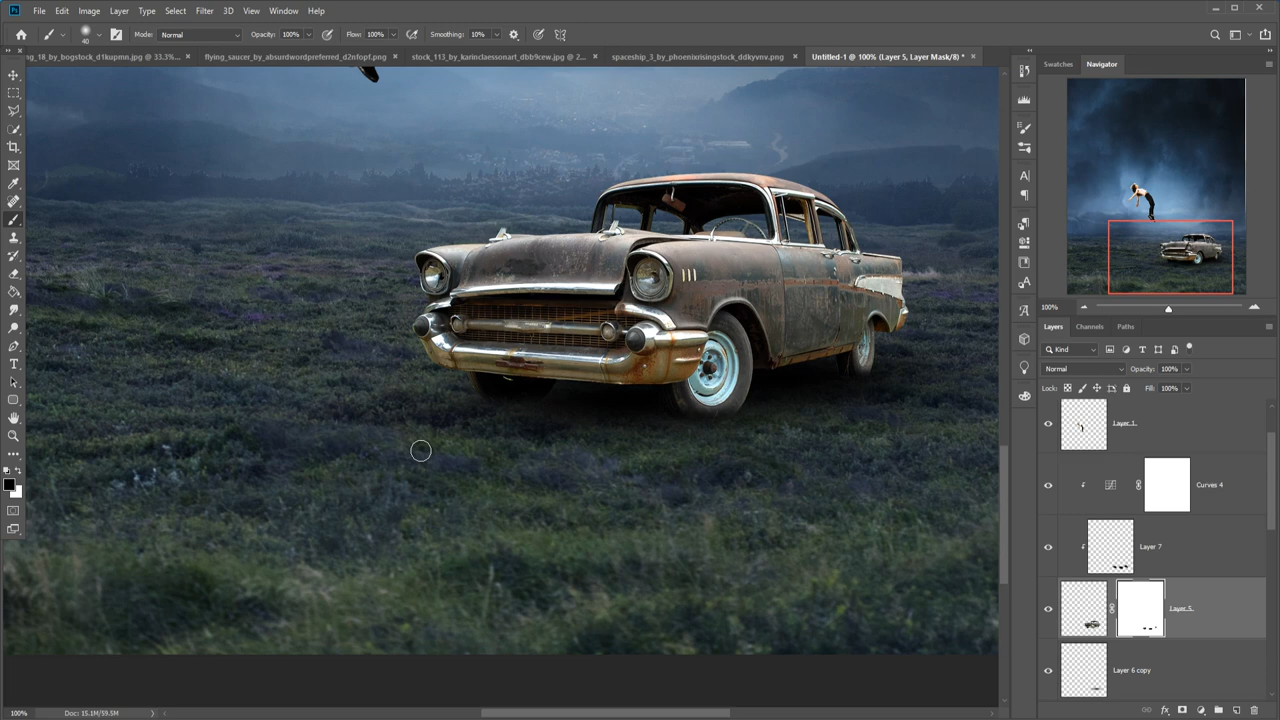 Ps File Edit Image Layer Type Select Filter 3D View Window Help
40 Mode: Normal Opacity: 100% Flow: 100% Smoothing: 10%
ng_18_by_bogstock_d1kupmn.jpg @ 33.3%... × flying_saucer_by_absurdwordpreferred_d2nfopf.png × stock_113_by_karinclaessonart_dbb9cew.jpg @ 2... × spaceship_3_by_phoenixrisingstock_ddkyvnv.png × Untitled-1 @ 100% (Layer 5, Layer Mask/8) * ×
Swatches Navigator
100%
Layers Channels Paths
Kind
Normal Opacity: 100%
Lock: Fill: 100%
Layer 1
Curves 4
Layer 7
Layer 5
Layer 6 copy
100% Doc: 15.1M/59.5M